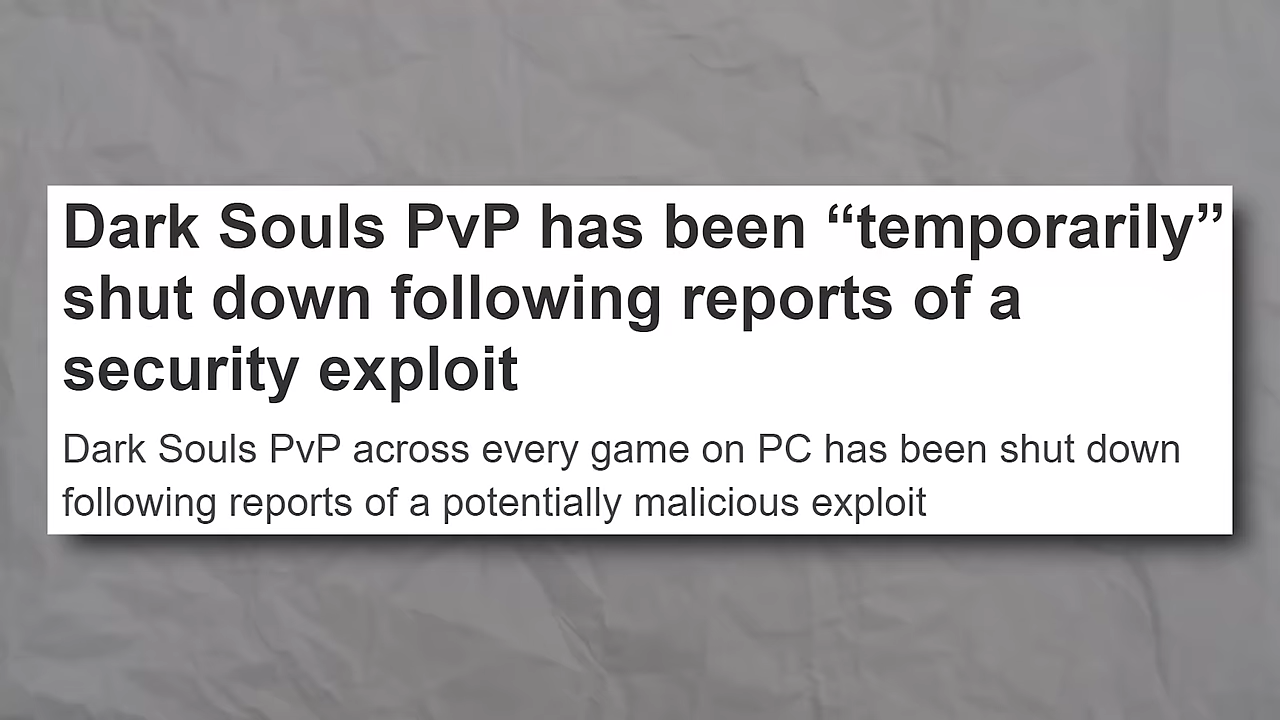 Dark Souls PvP has been “temporarily”
shut down following reports of a
security exploit
Dark Souls PvP across every game on PC has been shut down
following reports of a potentially malicious exploit